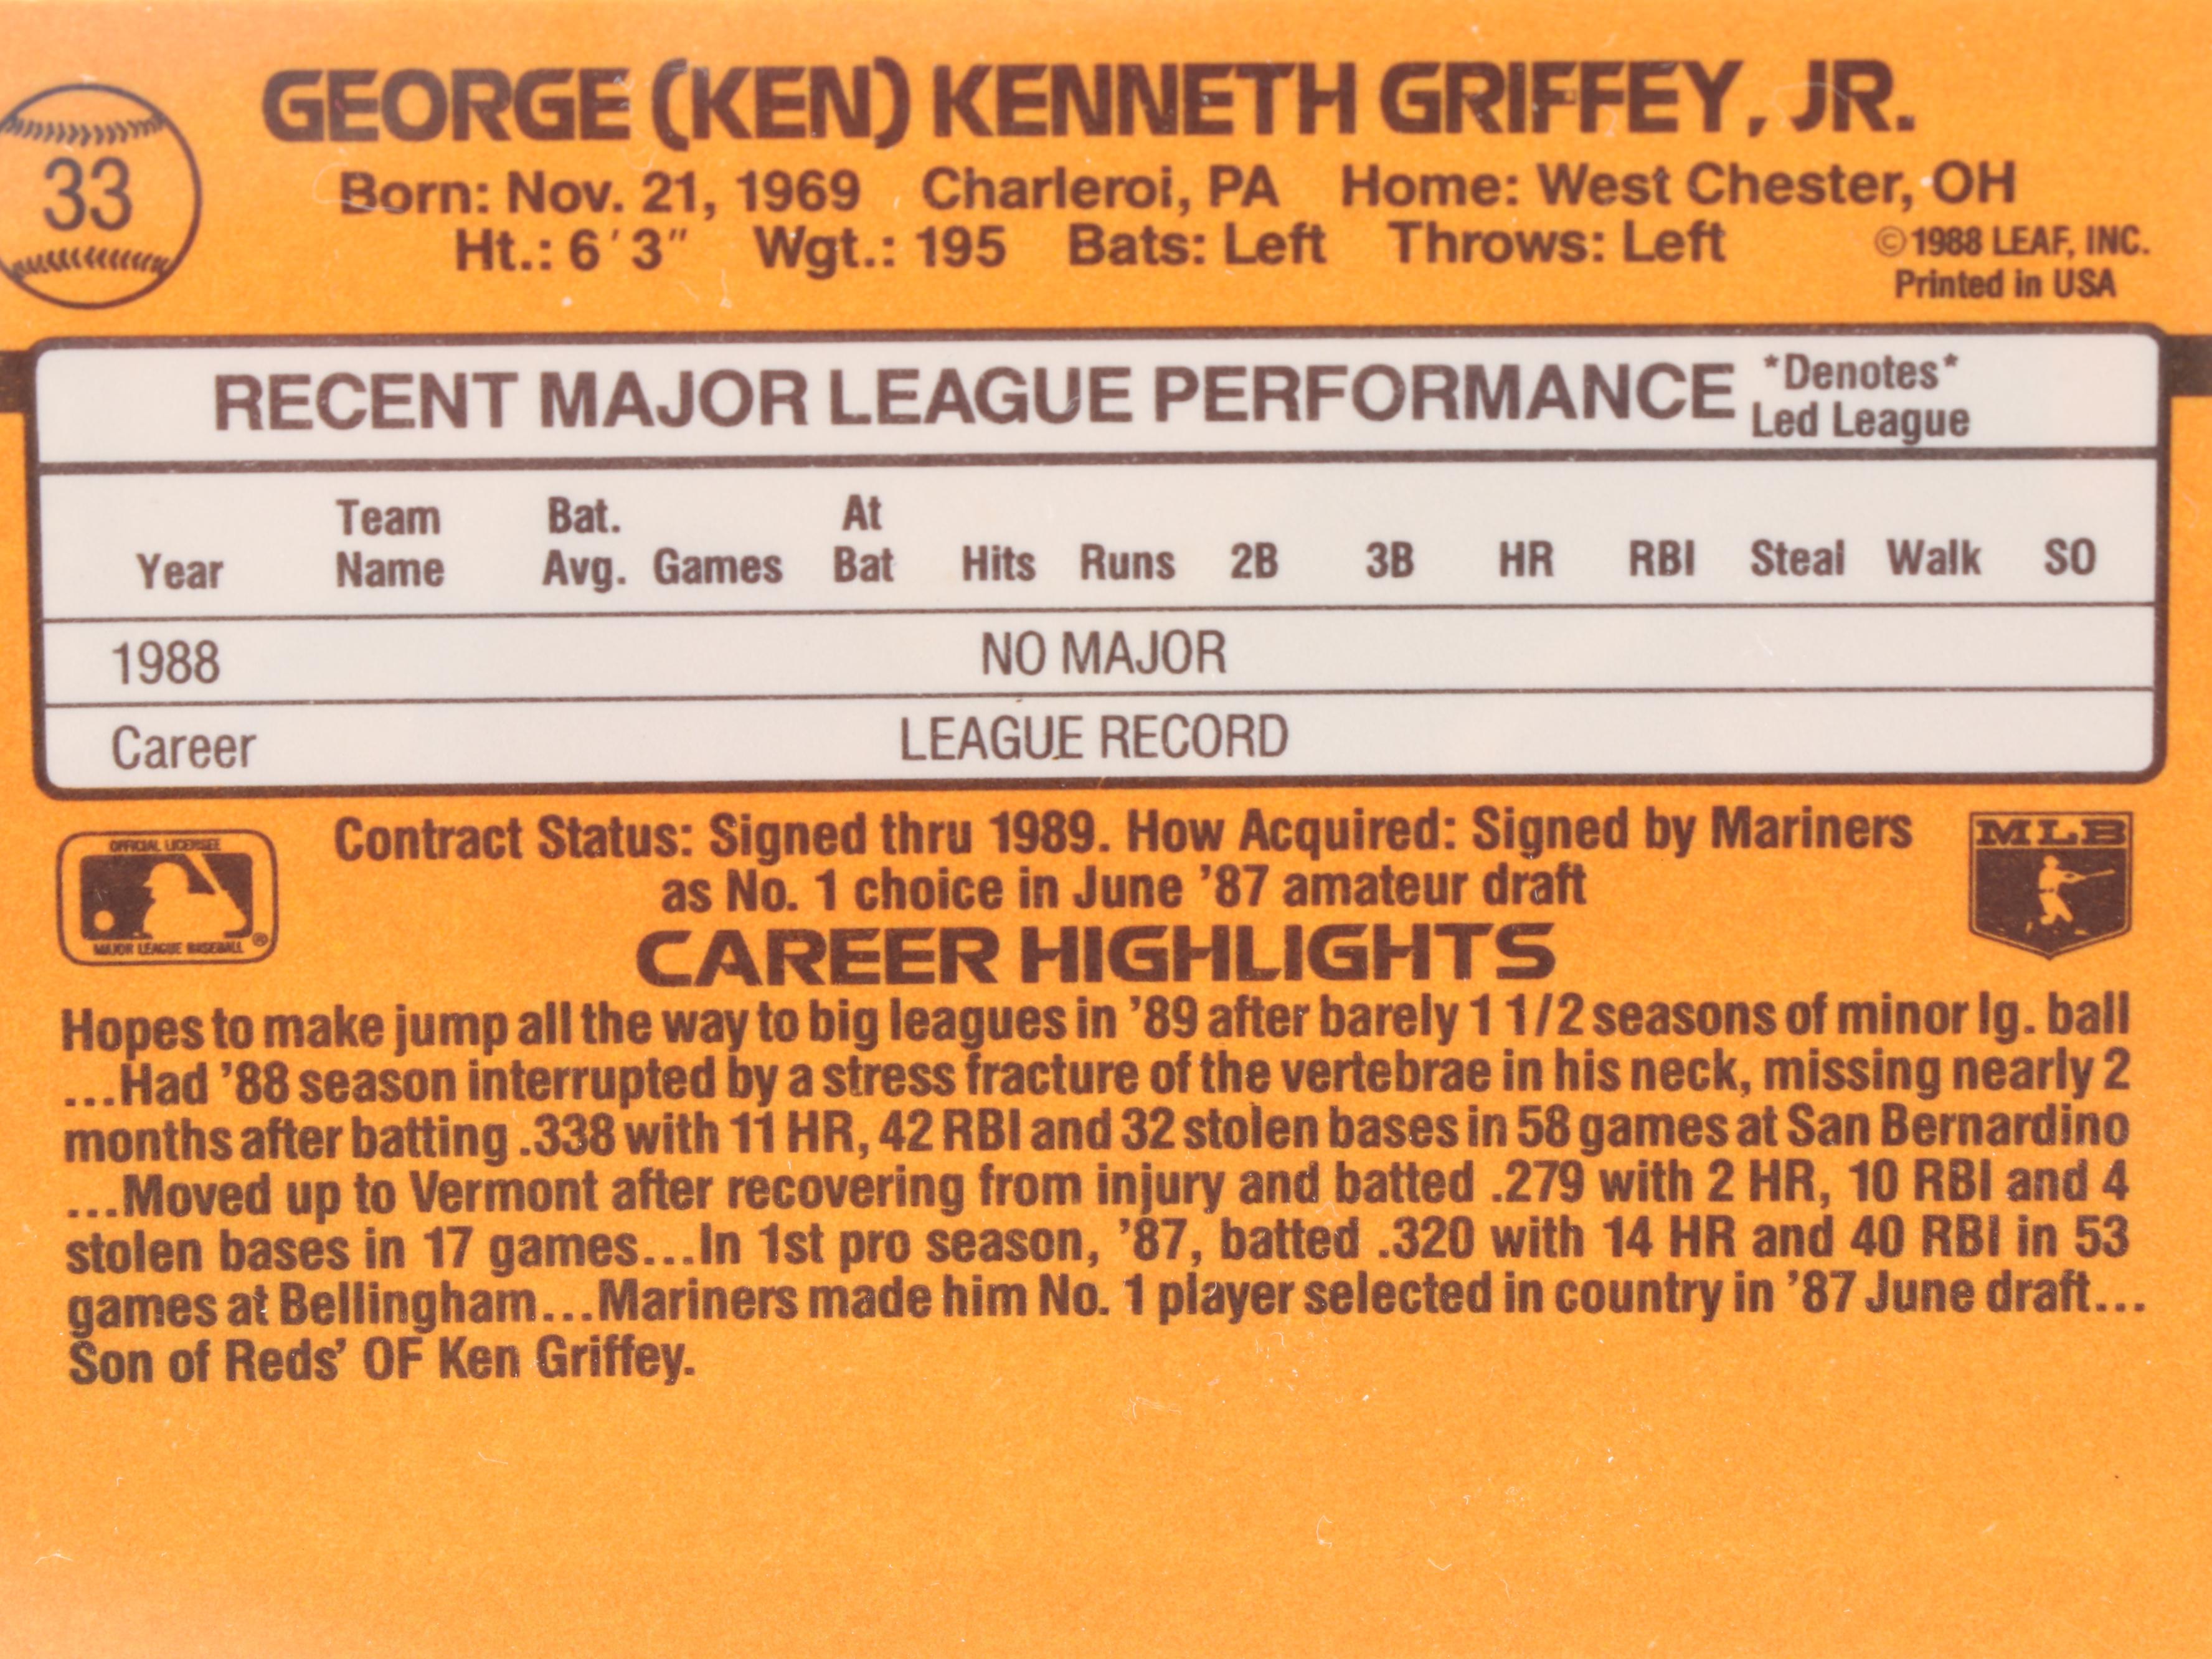 33
GEORGE (KEN) KENNETH GRIFFEY, JR.
Born: Nov. 21, 1969 Charleroi, PA Home: West Chester, OH
Ht.: 6'3" Wgt.: 195 Bats: Left Throws: Left
©1988 LEAF, INC.
Printed in USA
RECENT MAJOR LEAGUE PERFORMANCE
*Denotes*
Led League
Year Team Name Bat. Avg. Games At Bat Hits Runs 2B 3B HR RBI Steal Walk SO
1988 NO MAJOR
Career LEAGUE RECORD
OFFICIAL LICENSEE
MAJOR LEAGUE BASEBALL ®
Contract Status: Signed thru 1989. How Acquired: Signed by Mariners
as No. 1 choice in June '87 amateur draft
MLB
CAREER HIGHLIGHTS
Hopes to make jump all the way to big leagues in '89 after barely 1 1/2 seasons of minor lg. ball
...Had '88 season interrupted by a stress fracture of the vertebrae in his neck, missing nearly 2
months after batting .338 with 11 HR, 42 RBI and 32 stolen bases in 58 games at San Bernardino
...Moved up to Vermont after recovering from injury and batted .279 with 2 HR, 10 RBI and 4
stolen bases in 17 games...In 1st pro season, '87, batted .320 with 14 HR and 40 RBI in 53
games at Bellingham...Mariners made him No. 1 player selected in country in '87 June draft...
Son of Reds' OF Ken Griffey.